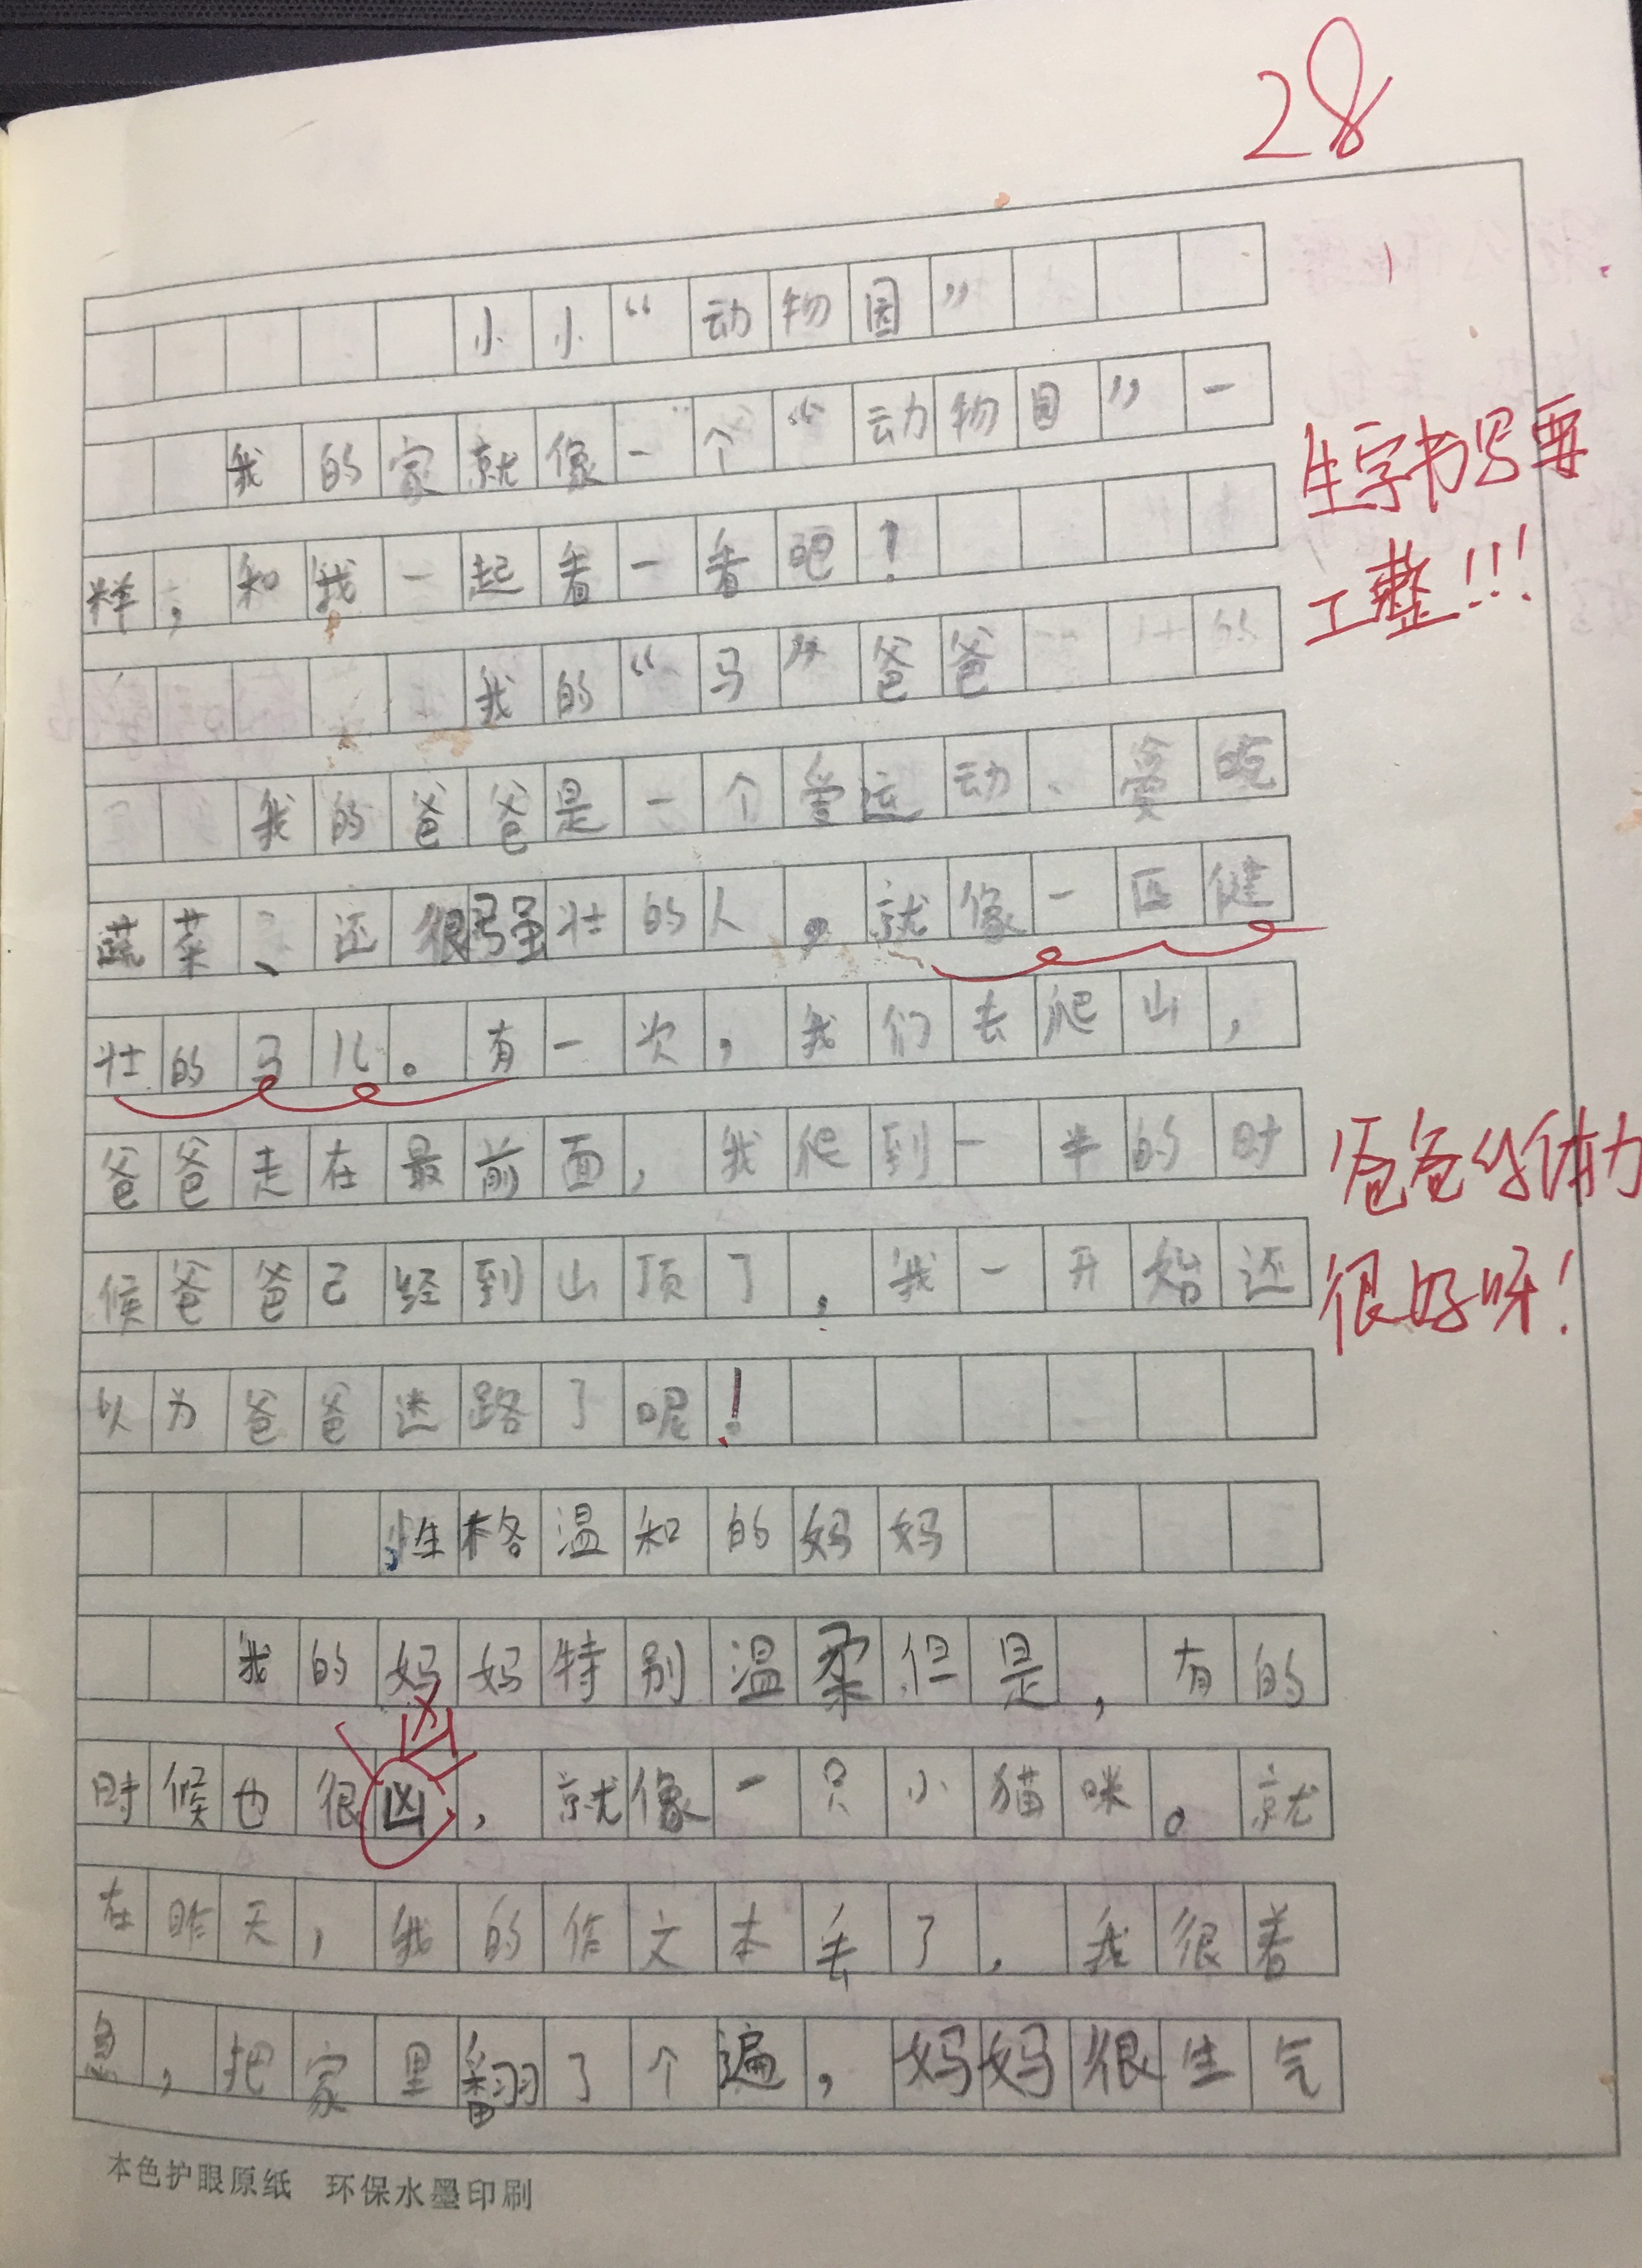 28
小小“动物园”
我的家就像一个“动物园”一
样，和我一起看一看吧！
生字书写要
工整!!!
我的“马”爸爸
我的爸爸是一个爱运动、爱吃
蔬菜、还很强壮的人，就像一匹健
壮的马儿。有一次，我们去爬山，
爸爸走在最前面，我爬到一半的时
候爸爸已经到山顶了，我一开始还
以为爸爸迷路了呢！
爸爸的体力
很好呀！
性格温和的妈妈
我的妈妈特别温柔但是，有的
凶
时候也很凶，就像一只小猫咪。就
在昨天，我的作文本丢了，我很着
急，把家里翻了个遍，妈妈很生气
本色护眼原纸 环保水墨印刷